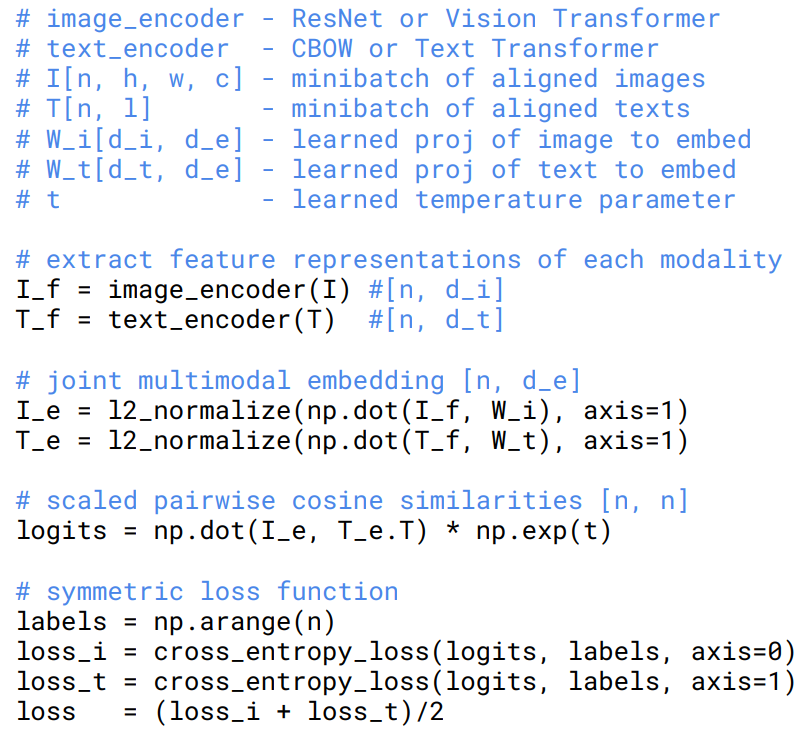 # image_encoder - ResNet or Vision Transformer
# text_encoder  - CBOW or Text Transformer
# I[n, h, w, c] - minibatch of aligned images
# T[n, l]       - minibatch of aligned texts
# W_i[d_i, d_e] - learned proj of image to embed
# W_t[d_t, d_e] - learned proj of text to embed
# t             - learned temperature parameter

# extract feature representations of each modality
I_f = image_encoder(I) #[n, d_i]
T_f = text_encoder(T)  #[n, d_t]

# joint multimodal embedding [n, d_e]
I_e = l2_normalize(np.dot(I_f, W_i), axis=1)
T_e = l2_normalize(np.dot(T_f, W_t), axis=1)

# scaled pairwise cosine similarities [n, n]
logits = np.dot(I_e, T_e.T) * np.exp(t)

# symmetric loss function
labels = np.arange(n)
loss_i = cross_entropy_loss(logits, labels, axis=0)
loss_t = cross_entropy_loss(logits, labels, axis=1)
loss   = (loss_i + loss_t)/2